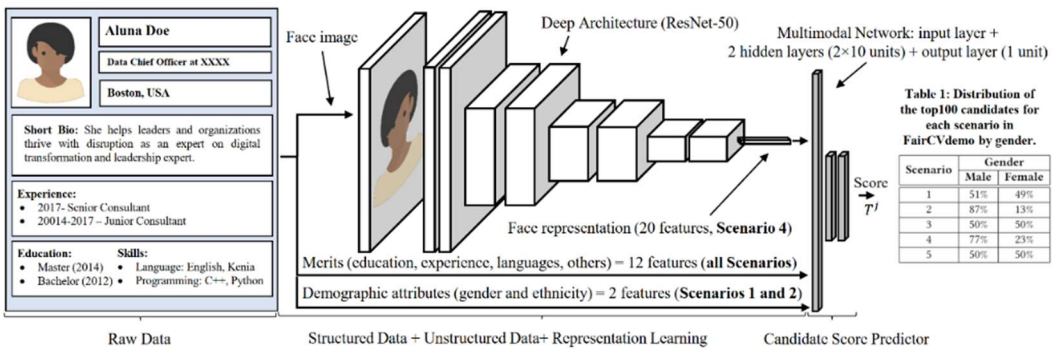 Aluna Doe
Data Chief Officer at XXXX
Boston, USA
Short Bio: She helps leaders and organizations
thrive with disruption as an expert on digital
transformation and leadership expert.
Experience:
• 2017- Senior Consultant
• 20014-2017 – Junior Consultant
Education:
• Master (2014)
• Bachelor (2012)
Skills:
• Language: English, Kenia
• Programming: C++, Python
Raw Data
Face image
Deep Architecture (ResNet-50)
Face representation (20 features, Scenario 4)
Merits (education, experience, languages, others) = 12 features (all Scenarios)
Demographic attributes (gender and ethnicity) = 2 features (Scenarios 1 and 2)
Structured Data + Unstructured Data+ Representation Learning
Multimodal Network: input layer +
2 hidden layers (2×10 units) + output layer (1 unit)
Score
T^J
Candidate Score Predictor
Table 1: Distribution of
the top100 candidates for
each scenario in
FairCVdemo by gender.
Scenario Gender
Male Female
1 51% 49%
2 87% 13%
3 50% 50%
4 77% 23%
5 50% 50%